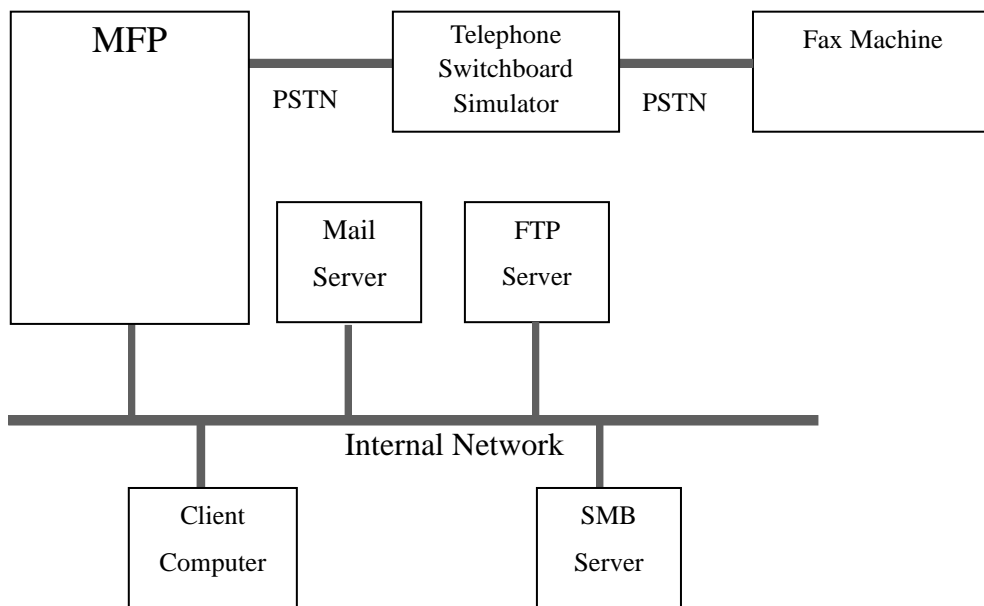 MFP
Telephone
Switchboard
Simulator
Fax Machine
PSTN
PSTN
Mail
Server
FTP
Server
Internal Network
Client
Computer
SMB
Server